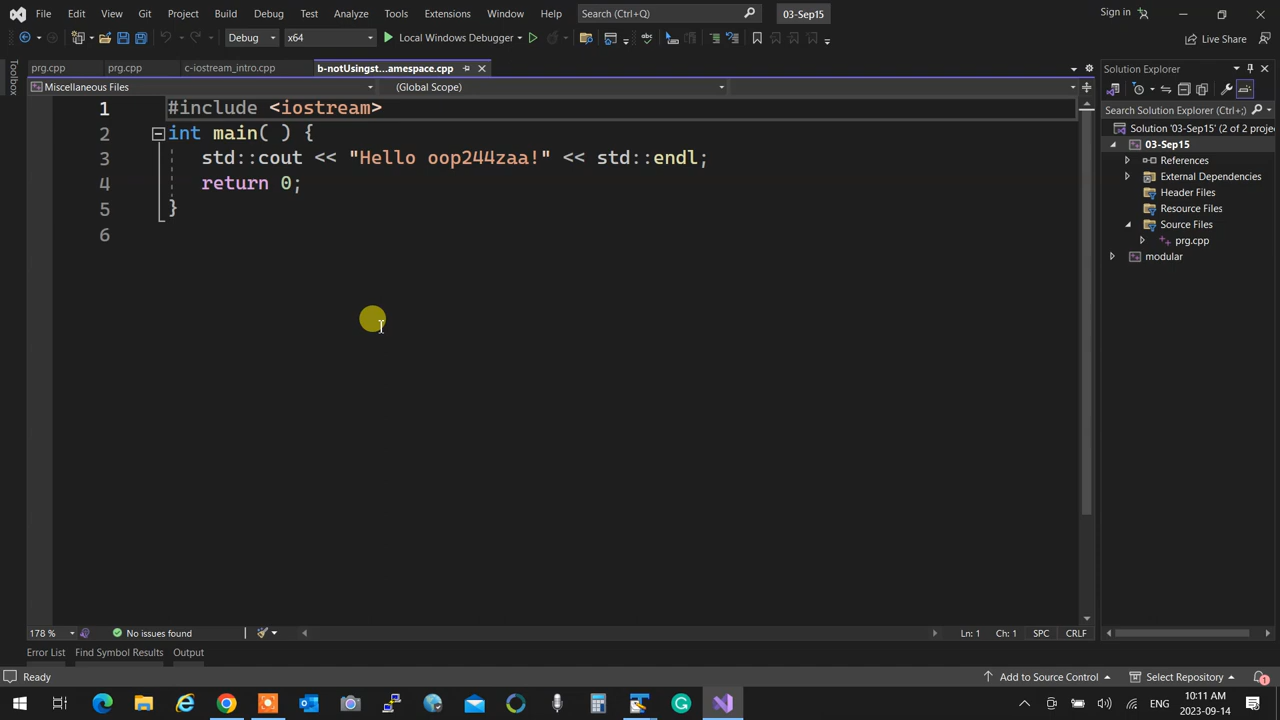 File Edit View Git Project Build Debug Test Analyze Tools Extensions Window Help Search (Ctrl+Q) 03-Sep15 Sign in
Debug x64 Local Windows Debugger Live Share
prg.cpp prg.cpp c-iostream_intro.cpp b-notUsingst...amespace.cpp
Miscellaneous Files (Global Scope)
Toolbox
1 #include <iostream>
2 int main( ) {
3 std::cout << "Hello oop244zaa!" << std::endl;
4 return 0;
5 }
6
Solution Explorer
Search Solution Explorer (Ctrl+;)
Solution '03-Sep15' (2 of 2 proje
03-Sep15
References
External Dependencies
Header Files
Resource Files
Source Files
prg.cpp
modular
178 % No issues found Ln: 1 Ch: 1 SPC CRLF
Error List Find Symbol Results Output
Ready Add to Source Control Select Repository 1
ENG 10:11 AM
2023-09-14